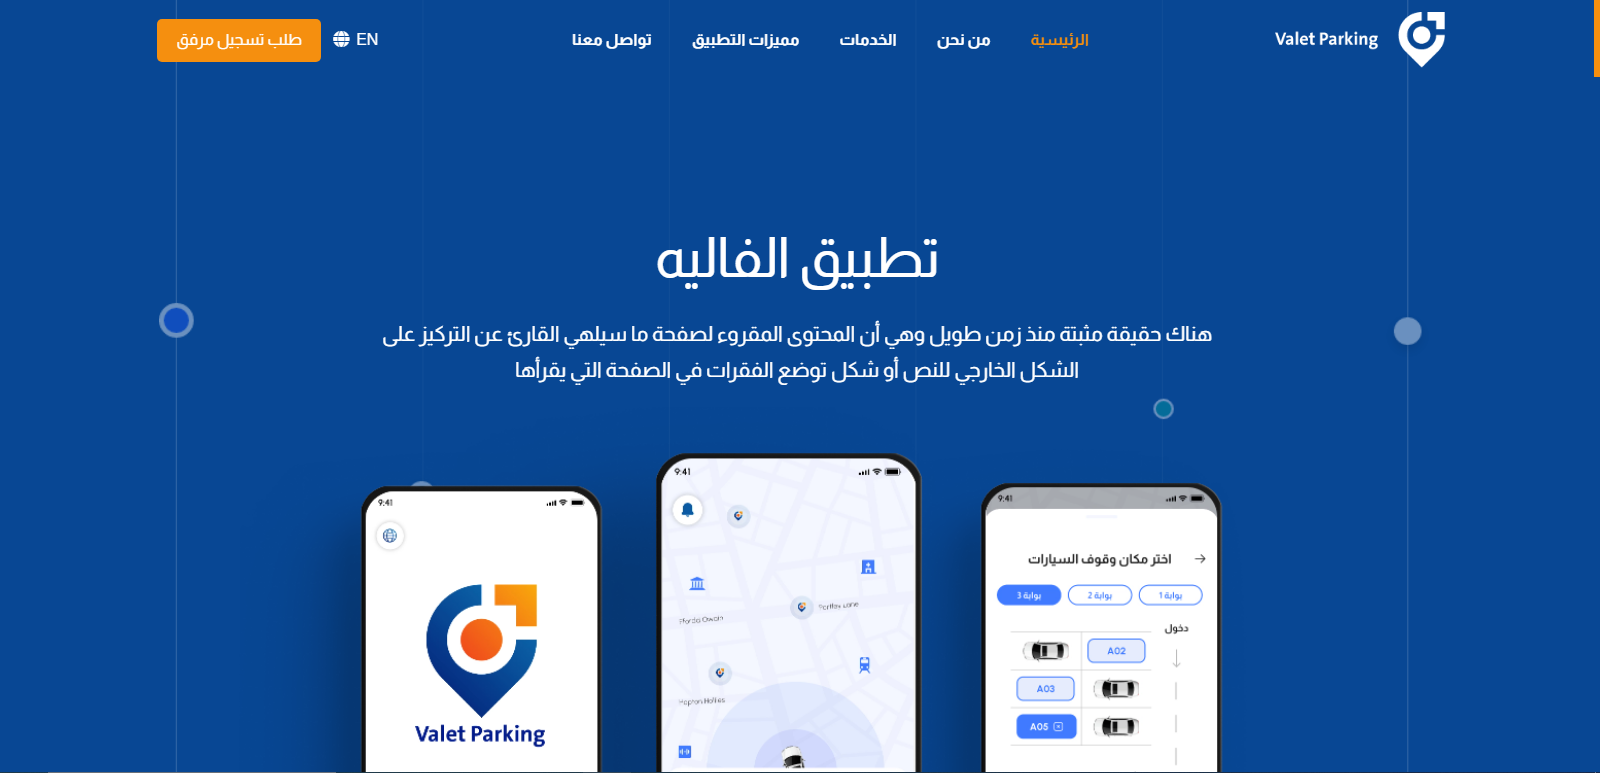 Valet Parking
الرئيسية
من نحن
الخدمات
مميزات التطبيق
تواصل معنا
EN
طلب تسجيل مرفق
تطبيق الفاليه
هناك حقيقة مثبتة منذ زمن طويل وهي أن المحتوى المقروء لصفحة ما سيلهي القارئ عن التركيز على
الشكل الخارجي للنص أو شكل توضع الفقرات في الصفحة التي يقرأها
9:41
اختر مكان وقوف السيارات
بوابة 1
بوابة 2
بوابة 3
دخول
A02
A03
A05
9:41
9:41
Valet Parking